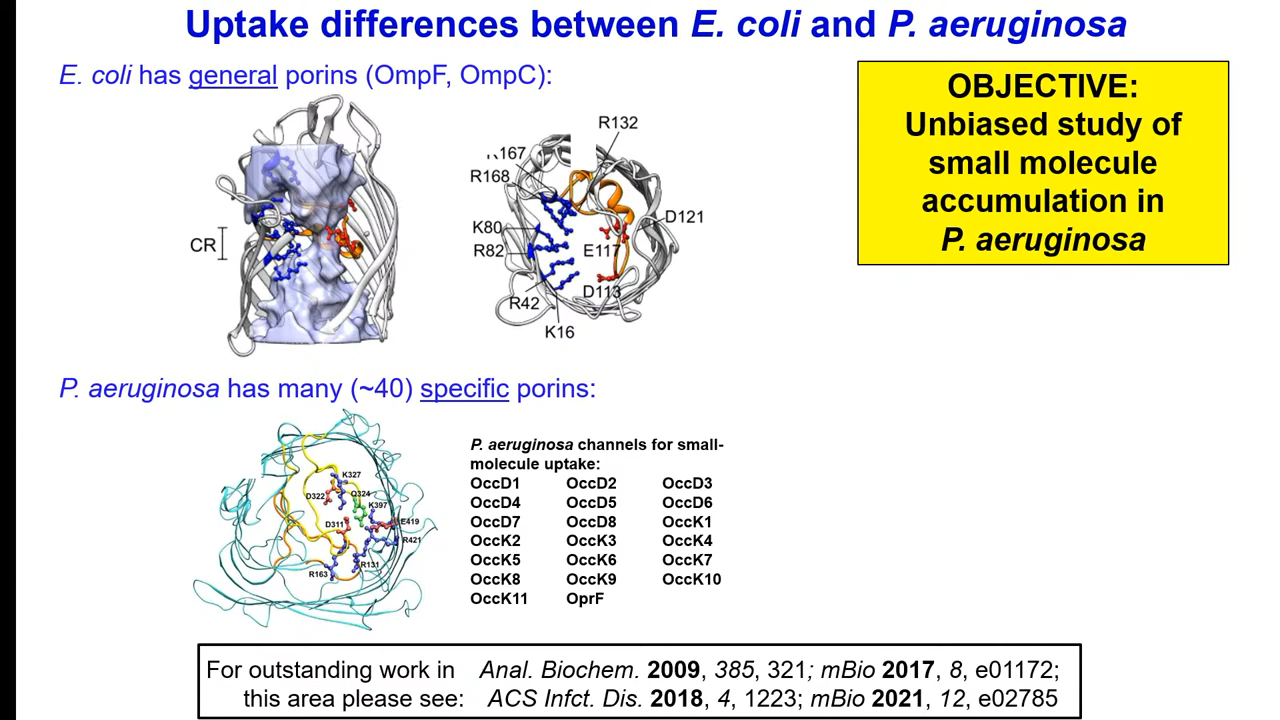 Uptake differences between E. coli and P. aeruginosa
E. coli has general porins (OmpF, OmpC):
OBJECTIVE:
Unbiased study of
small molecule
accumulation in
P. aeruginosa
CR
R132
R167
R168
K80
R82
R42
K16
D121
E117
D113
P. aeruginosa has many (~40) specific porins:
K327
D322
Q324
K397
D311
E419
R421
R163
R131
P. aeruginosa channels for small-
molecule uptake:
OccD1 OccD2 OccD3
OccD4 OccD5 OccD6
OccD7 OccD8 OccK1
OccK2 OccK3 OccK4
OccK5 OccK6 OccK7
OccK8 OccK9 OccK10
OccK11 OprF
For outstanding work in Anal. Biochem. 2009, 385, 321; mBio 2017, 8, e01172;
this area please see: ACS Infct. Dis. 2018, 4, 1223; mBio 2021, 12, e02785